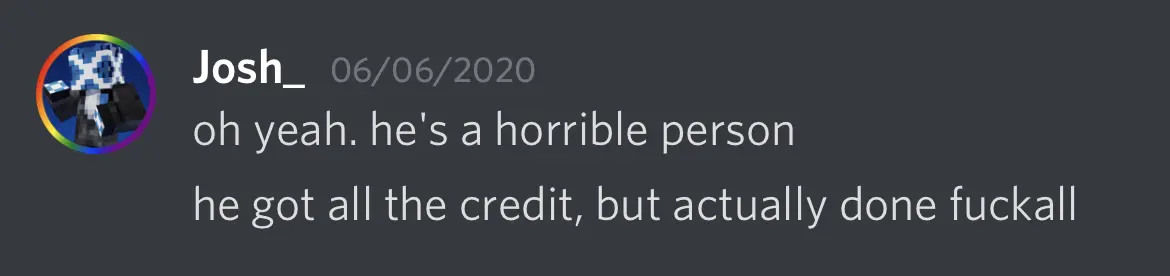 Josh_ 06/06/2020
oh yeah. he's a horrible person
he got all the credit, but actually done fuckall